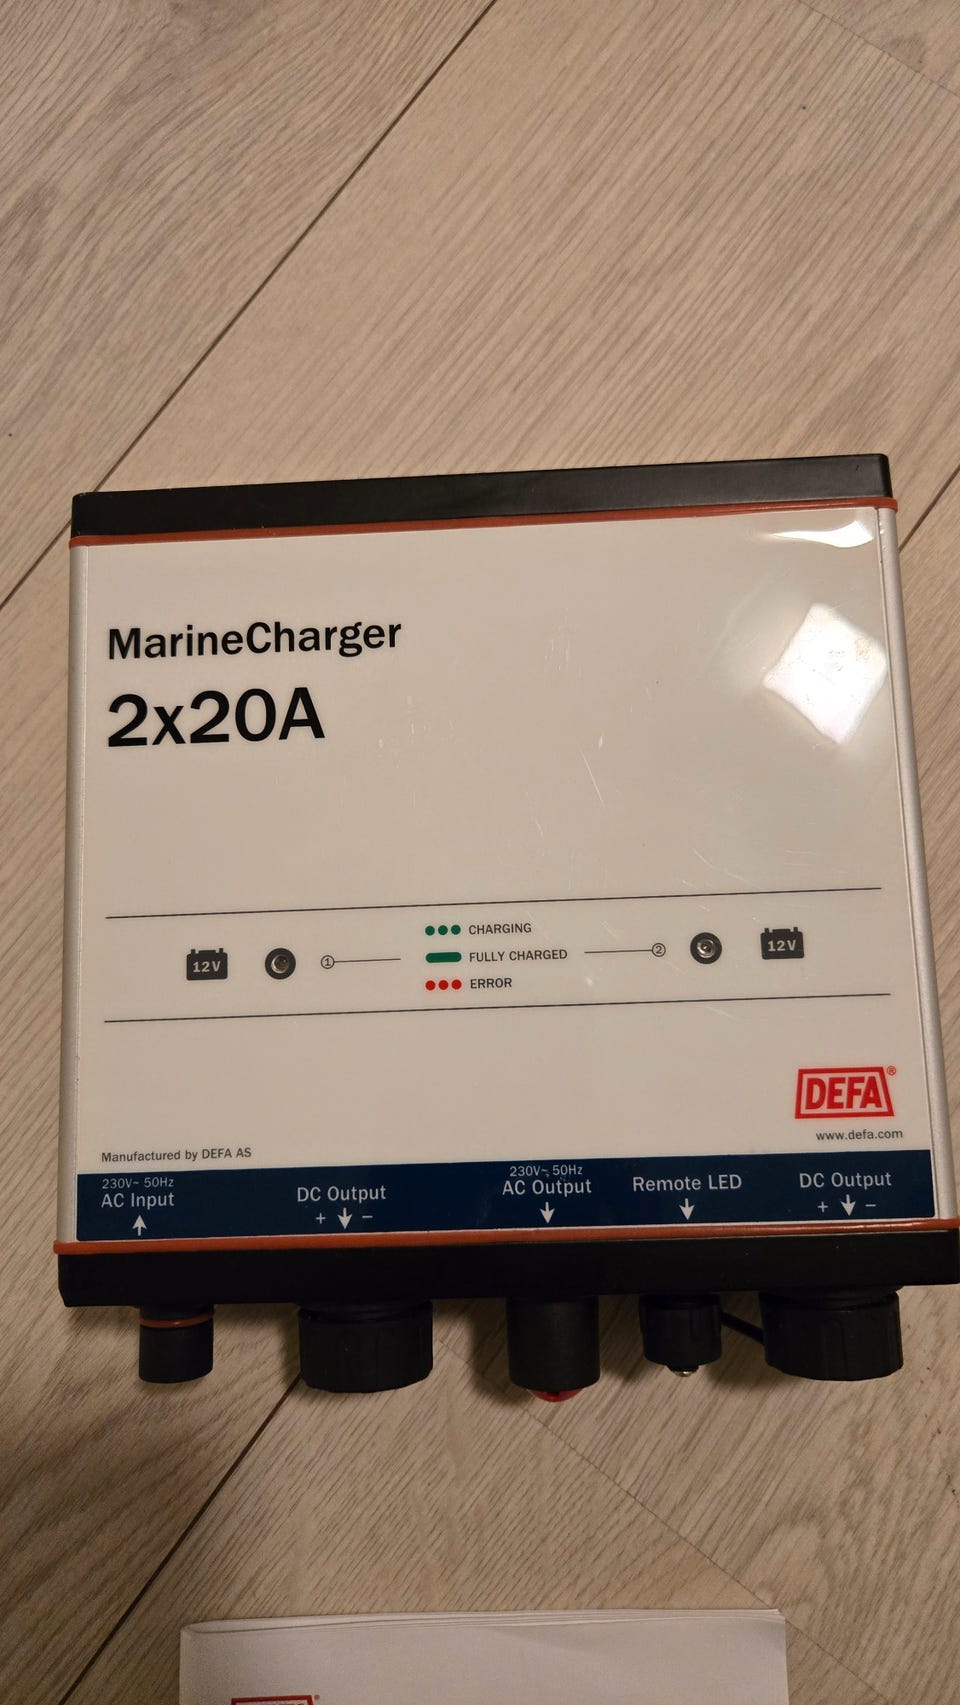 MarineCharger
2x20A
12V
1
CHARGING
FULLY CHARGED
ERROR
2
12V
DEFA®
www.defa.com
Manufactured by DEFA AS
230V~ 50Hz
AC Input
DC Output
+ −
230V~ 50Hz
AC Output
Remote LED
DC Output
+ −